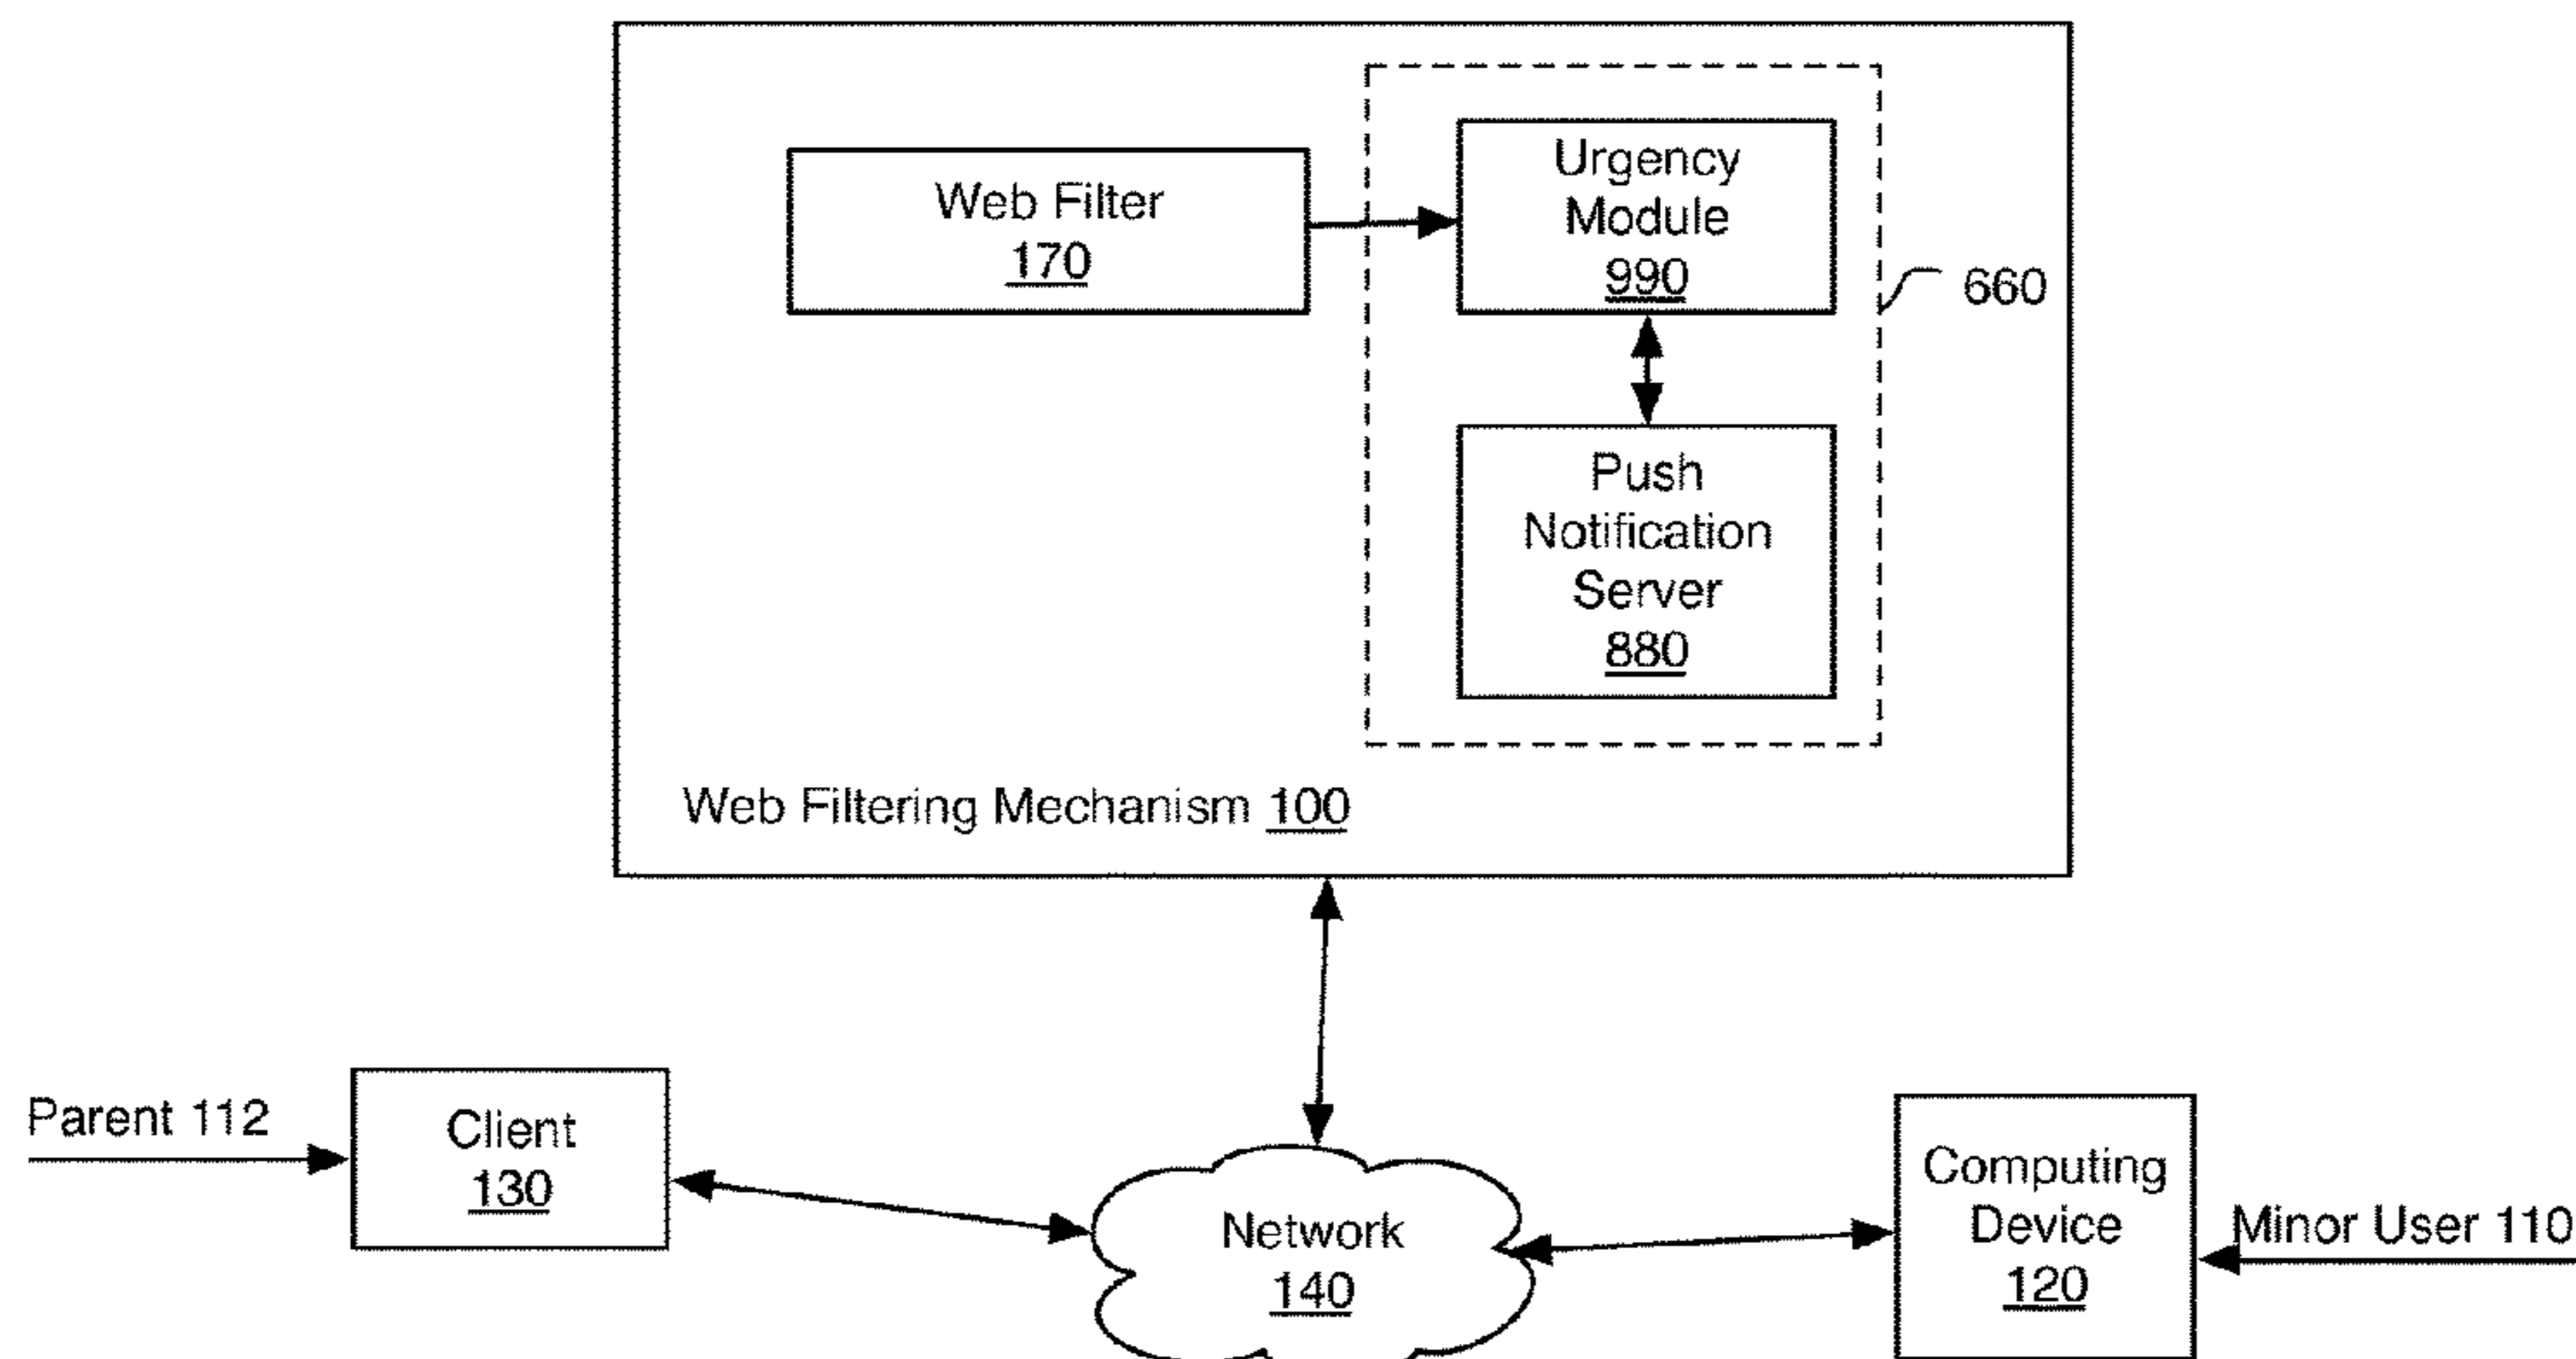 Web Filter
170
Urgency
Module
990
660
Push
Notification
Server
880
Web Filtering Mechanism 100
Parent 112
Client
130
Network
140
Computing
Device
120
Minor User 110